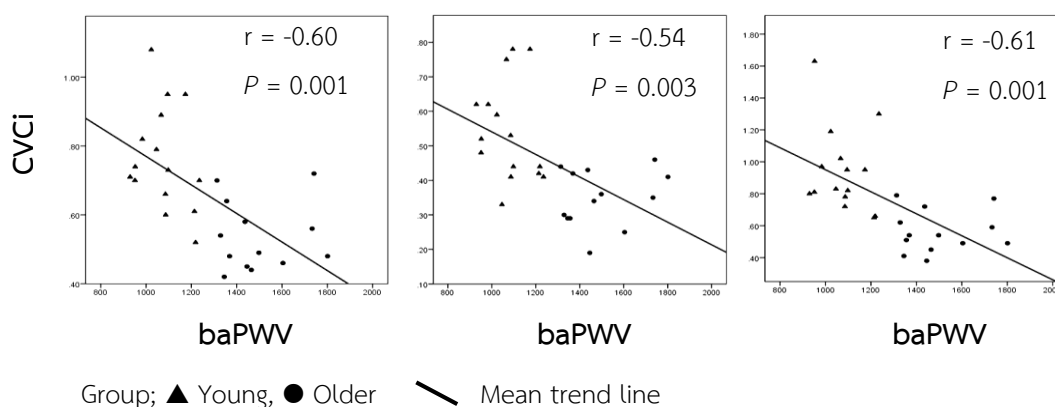 r = -0.60
P = 0.001
1.00
.80
.60
.40
800 1000 1200 1400 1600 1800 2000
CVCi
baPWV
r = -0.54
P = 0.003
.80
.70
.60
.50
.40
.30
.20
.10
800 1000 1200 1400 1600 1800 2000
baPWV
r = -0.61
P = 0.001
1.80
1.60
1.40
1.20
1.00
.80
.60
.40
.20
800 1000 1200 1400 1600 1800 2000
baPWV
Group; ▲ Young, ● Older Mean trend line